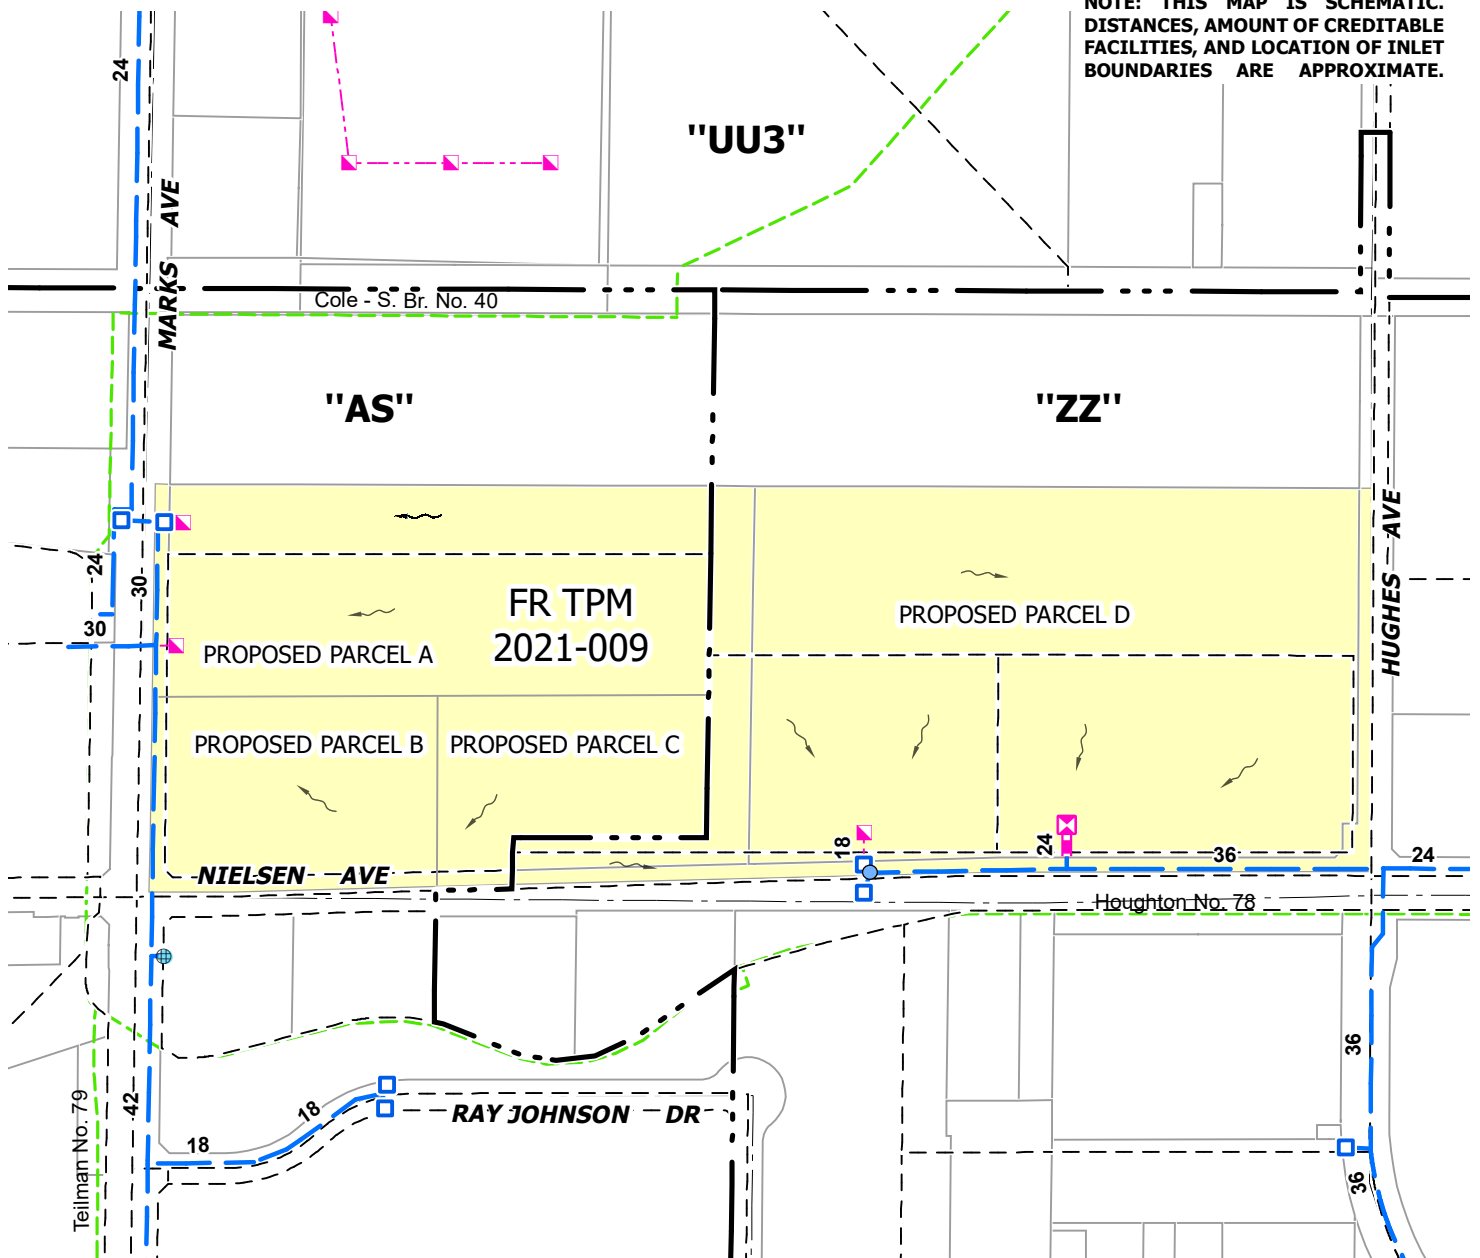 NOTE: THIS MAP IS SCHEMATIC.
DISTANCES, AMOUNT OF CREDITABLE
FACILITIES, AND LOCATION OF INLET
BOUNDARIES ARE APPROXIMATE.
24
"UU3"
MARKS AVE
Cole - S. Br. No. 40
"AS"
"ZZ"
HUGHES AVE
24
30
30
FR TPM
2021-009
PROPOSED PARCEL A
PROPOSED PARCEL D
PROPOSED PARCEL B
PROPOSED PARCEL C
18
24
36
24
NIELSEN AVE
Houghton No. 78
36
42
Teilman No. 79
18
18
RAY JOHNSON DR
36